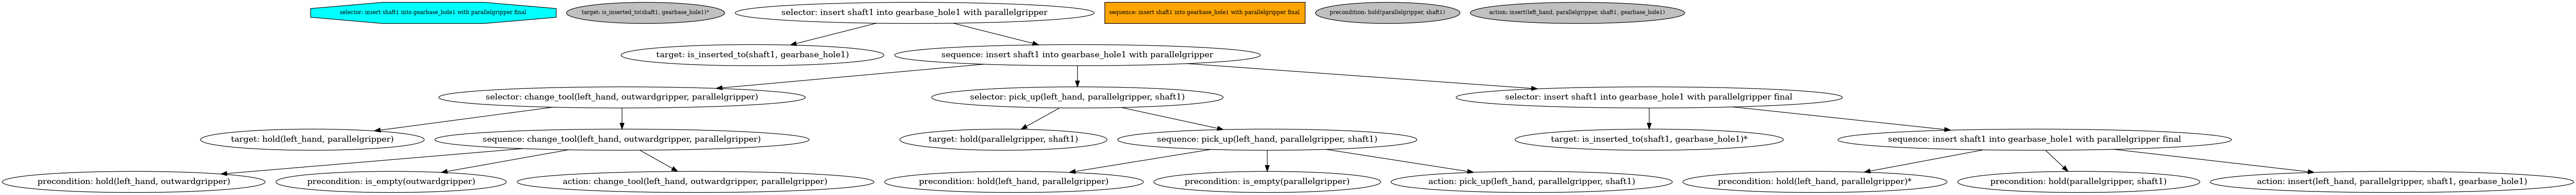 selector: insert shaft1 into gearbase_hole1 with parallelgripper final
target: is_inserted_to(shaft1, gearbase_hole1)*
selector: insert shaft1 into gearbase_hole1 with parallelgripper
sequence: insert shaft1 into gearbase_hole1 with parallelgripper final
precondition: hold(parallelgripper, shaft1)
action: insert(left_hand, parallelgripper, shaft1, gearbase_hole1)
target: is_inserted_to(shaft1, gearbase_hole1)
sequence: insert shaft1 into gearbase_hole1 with parallelgripper
selector: change_tool(left_hand, outwardgripper, parallelgripper)
selector: pick_up(left_hand, parallelgripper, shaft1)
selector: insert shaft1 into gearbase_hole1 with parallelgripper final
target: hold(left_hand, parallelgripper)
sequence: change_tool(left_hand, outwardgripper, parallelgripper)
target: hold(parallelgripper, shaft1)
sequence: pick_up(left_hand, parallelgripper, shaft1)
target: is_inserted_to(shaft1, gearbase_hole1)*
sequence: insert shaft1 into gearbase_hole1 with parallelgripper final
precondition: hold(left_hand, outwardgripper)
precondition: is_empty(outwardgripper)
action: change_tool(left_hand, outwardgripper, parallelgripper)
precondition: hold(left_hand, parallelgripper)
precondition: is_empty(parallelgripper)
action: pick_up(left_hand, parallelgripper, shaft1)
precondition: hold(left_hand, parallelgripper)*
precondition: hold(parallelgripper, shaft1)
action: insert(left_hand, parallelgripper, shaft1, gearbase_hole1)